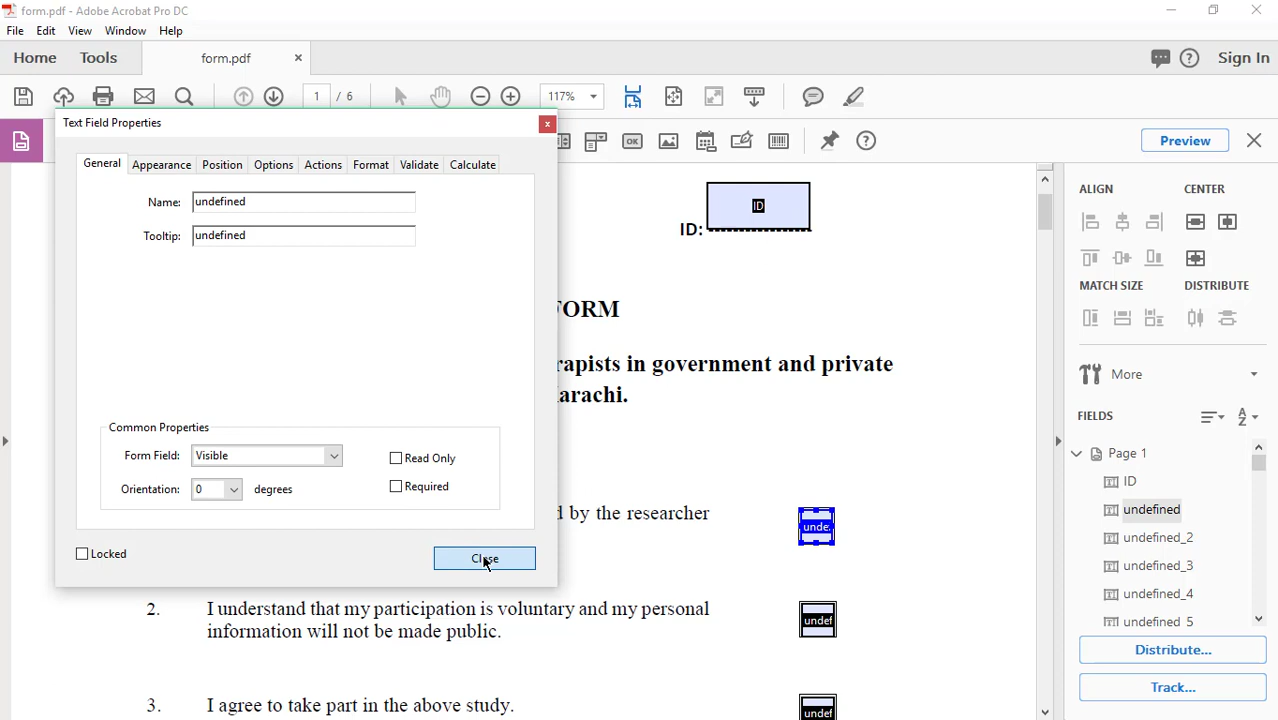 form.pdf - Adobe Acrobat Pro DC
File Edit View Window Help
Home Tools form.pdf Sign In
1 / 6 117%
Text Field Properties
OK
Preview
General Appearance Position Options Actions Format Validate Calculate
Name: undefined
Tooltip: undefined
Common Properties
Form Field: Visible
Orientation: 0 degrees
Read Only
Required
Locked
Close
ID: ID
FORM
rapists in government and private
arachi.
d by the researcher
unde
2. I understand that my participation is voluntary and my personal
information will not be made public.
undef
3. I agree to take part in the above study.
undef
ALIGN CENTER
MATCH SIZE DISTRIBUTE
More
FIELDS
Page 1
ID
undefined
undefined_2
undefined_3
undefined_4
undefined_5
Distribute...
Track...